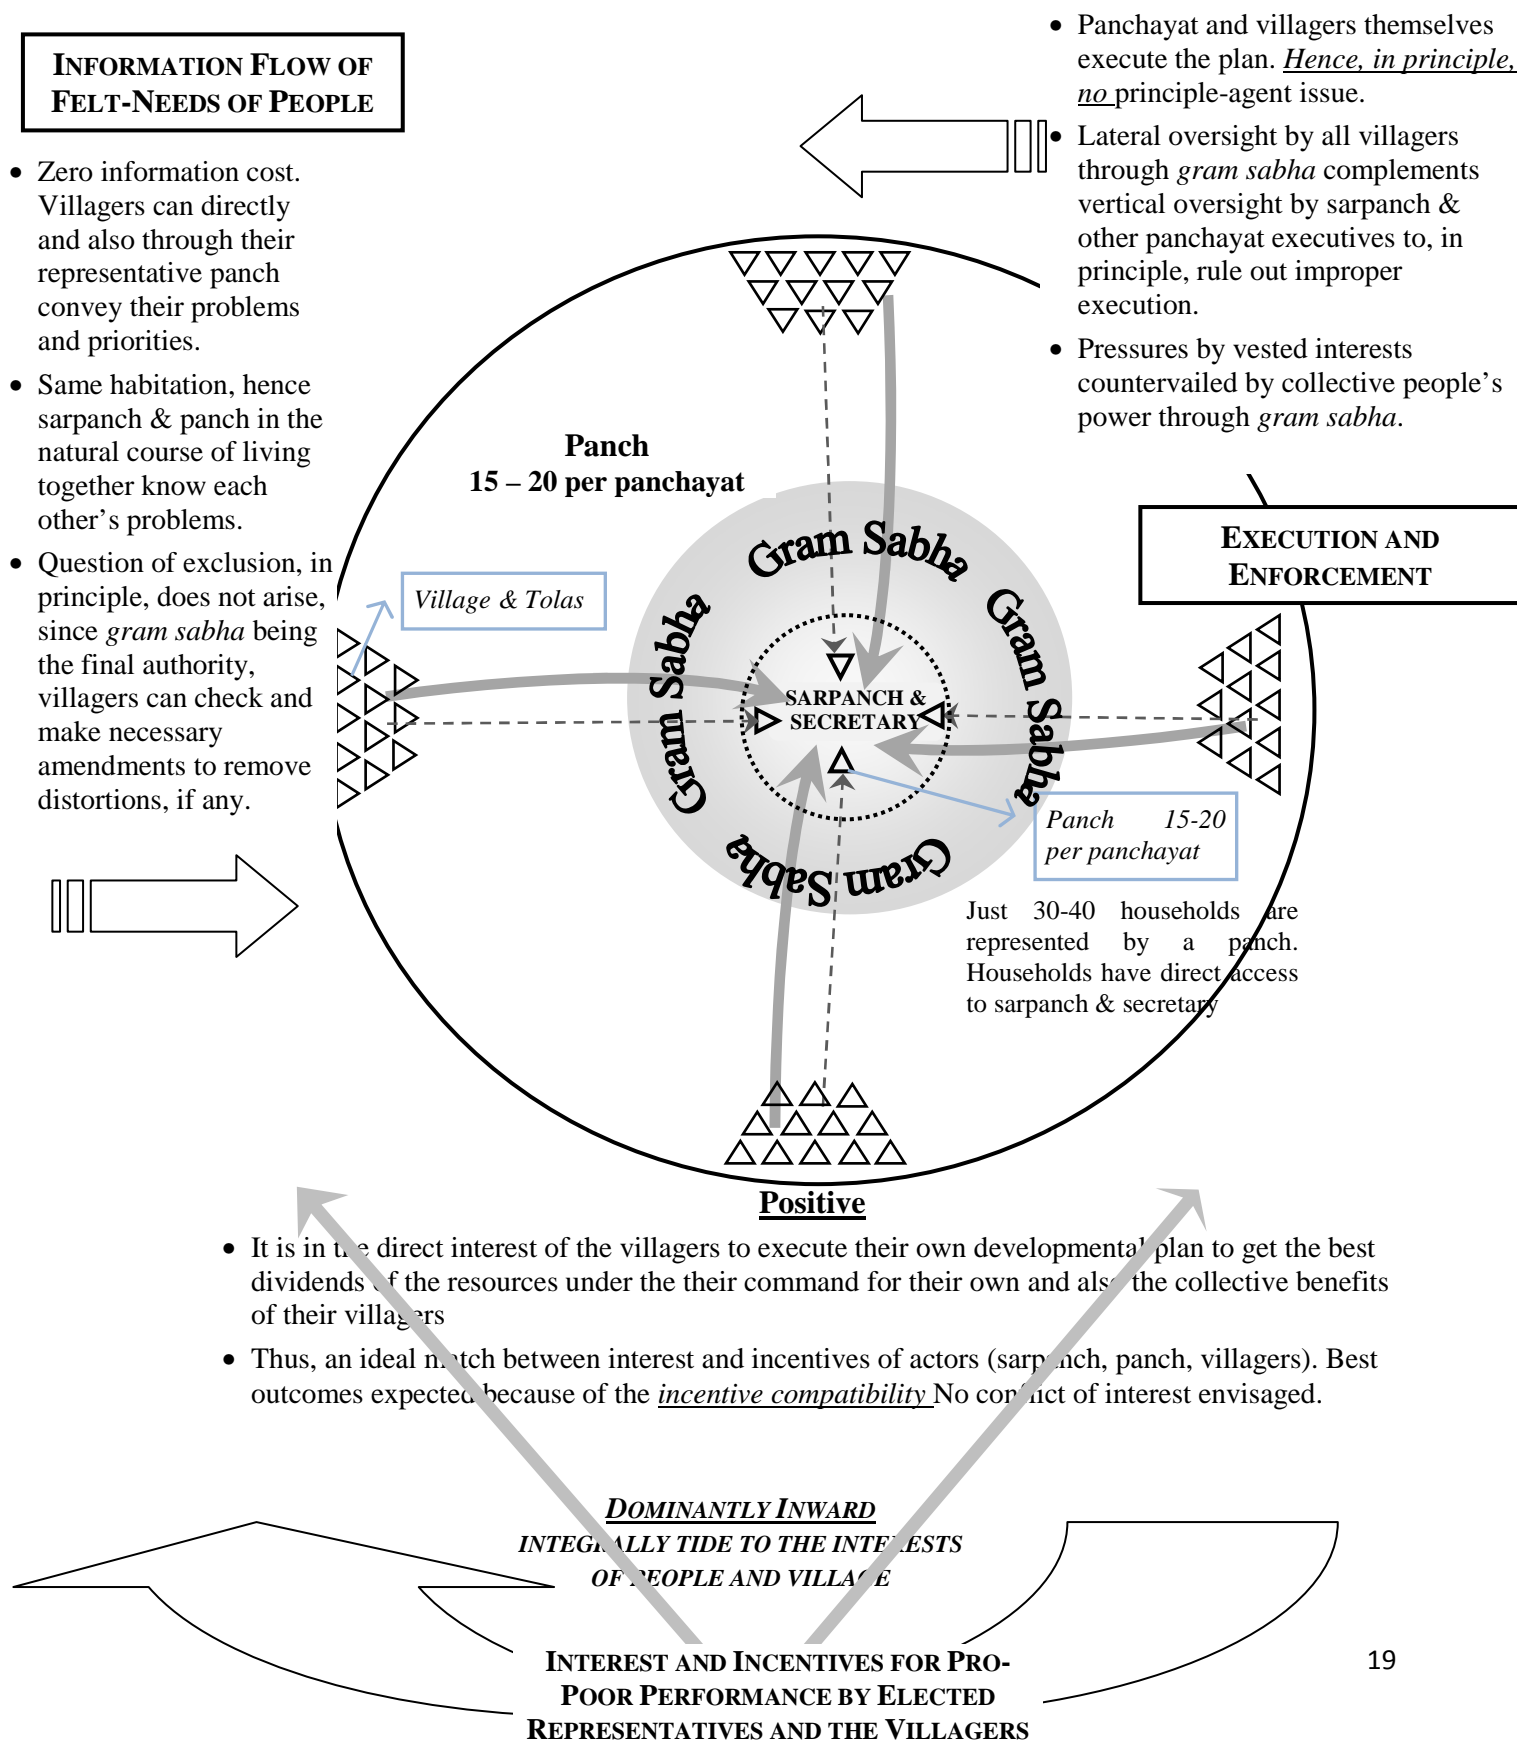 INFORMATION FLOW OF
FELT-NEEDS OF PEOPLE
• Zero information cost.
Villagers can directly
and also through their
representative panch
convey their problems
and priorities.
• Same habitation, hence
sarpanch & panch in the
natural course of living
together know each
other’s problems.
• Question of exclusion, in
principle, does not arise,
since gram sabha being
the final authority,
villagers can check and
make necessary
amendments to remove
distortions, if any.
• Panchayat and villagers themselves
execute the plan. Hence, in principle,
no principle-agent issue.
• Lateral oversight by all villagers
through gram sabha complements
vertical oversight by sarpanch &
other panchayat executives to, in
principle, rule out improper
execution.
• Pressures by vested interests
countervailed by collective people’s
power through gram sabha.
EXECUTION AND
ENFORCEMENT
Panch
15 – 20 per panchayat
Village & Tolas
Gram Sabha
Gram Sabha
Gram Sabha
Gram Sabha
SARPANCH &
SECRETARY
Panch 15-20
per panchayat
Just 30-40 households are
represented by a panch.
Households have direct access
to sarpanch & secretary
Positive
• It is in the direct interest of the villagers to execute their own developmental plan to get the best
dividends of the resources under the their command for their own and also the collective benefits
of their villagers
• Thus, an ideal match between interest and incentives of actors (sarpanch, panch, villagers). Best
outcomes expected because of the incentive compatibility No conflict of interest envisaged.
DOMINANTLY INWARD
INTEGRALLY TIDE TO THE INTERESTS
OF PEOPLE AND VILLAGE
INTEREST AND INCENTIVES FOR PRO-
POOR PERFORMANCE BY ELECTED
REPRESENTATIVES AND THE VILLAGERS
19